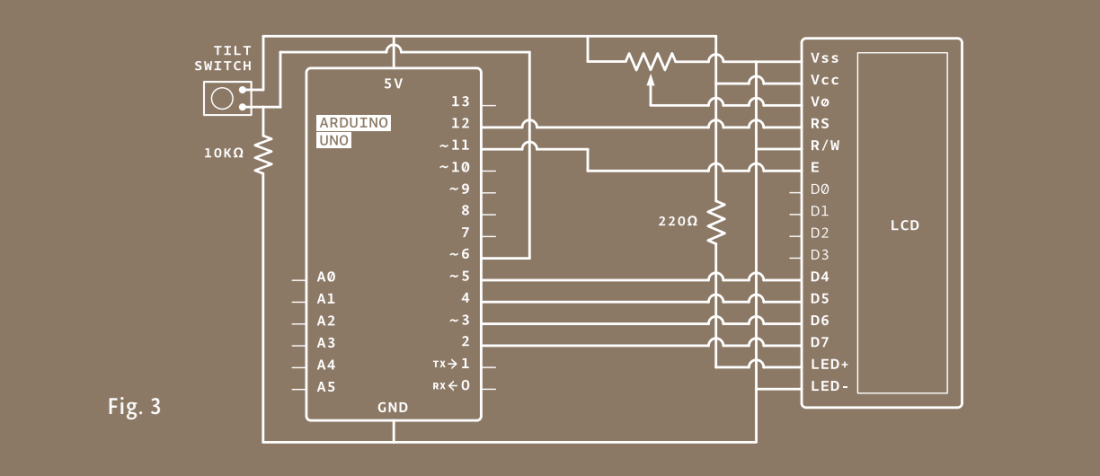 TILT
SWITCH
10KΩ
5V
ARDUINO
UNO
13
12
~11
~10
~9
8
7
~6
~5
4
~3
2
TX→1
RX←0
A0
A1
A2
A3
A4
A5
GND
220Ω
Vss
Vcc
Vø
RS
R/W
E
D0
D1
D2
D3
D4
D5
D6
D7
LED+
LED-
LCD
Fig. 3